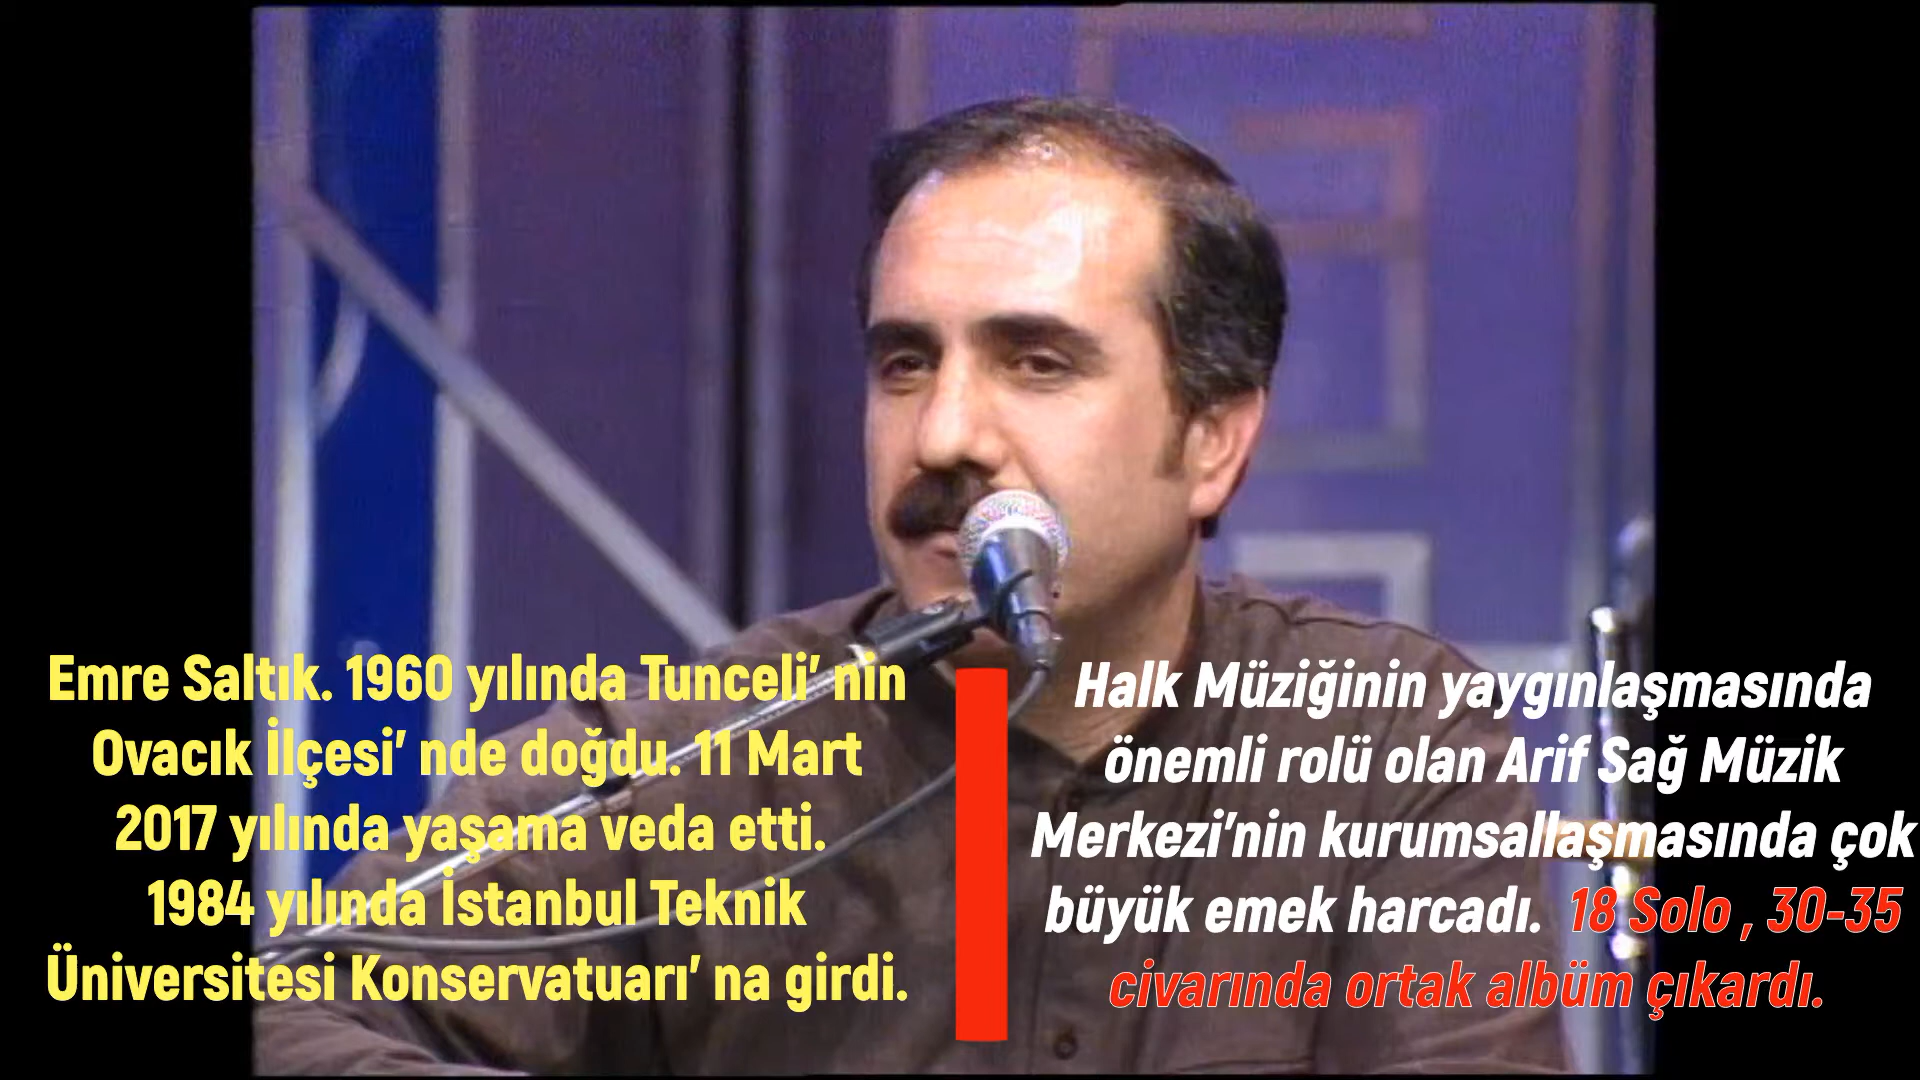 Emre Saltık. 1960 yılında Tunceli’ nin
Ovacık İlçesi’ nde doğdu. 11 Mart
2017 yılında yaşama veda etti.
1984 yılında İstanbul Teknik
Üniversitesi Konservatuarı’ na girdi.
Halk Müziğinin yaygınlaşmasında
önemli rolü olan Arif Sağ Müzik
Merkezi’nin kurumsallaşmasında çok
büyük emek harcadı. 18 Solo , 30-35
civarında ortak albüm çıkardı.